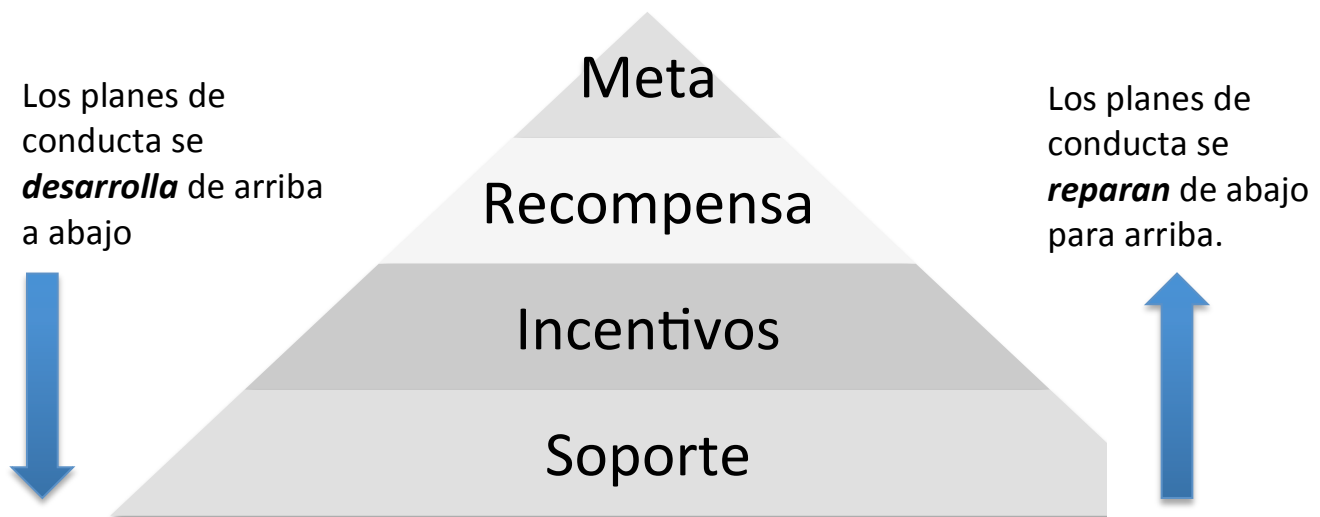 Los planes de
conducta se
desarrolla de arriba
a abajo
Meta
Recompensa
Incentivos
Soporte
Los planes de
conducta se
reparan de abajo
para arriba.